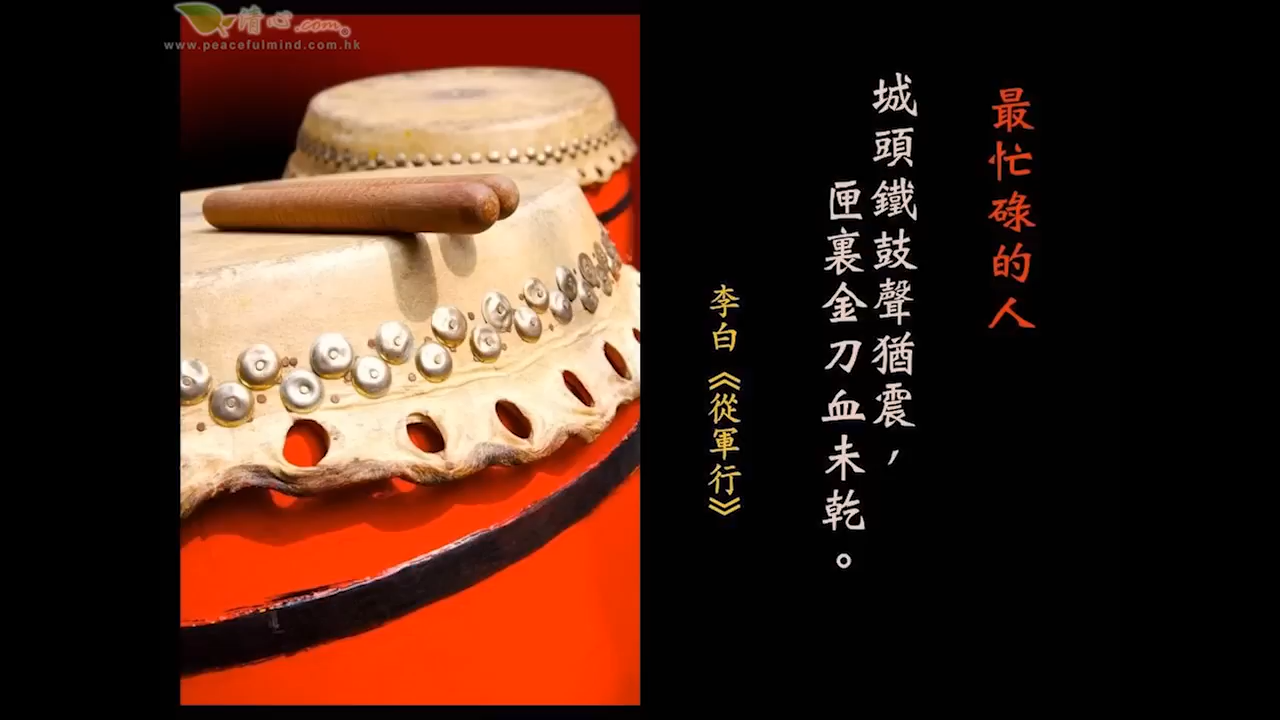 情心.com
www.peacefulmind.com.hk
最忙碌的人
城頭鐵鼓聲猶震，
匣裏金刀血未乾。
李白《從軍行》